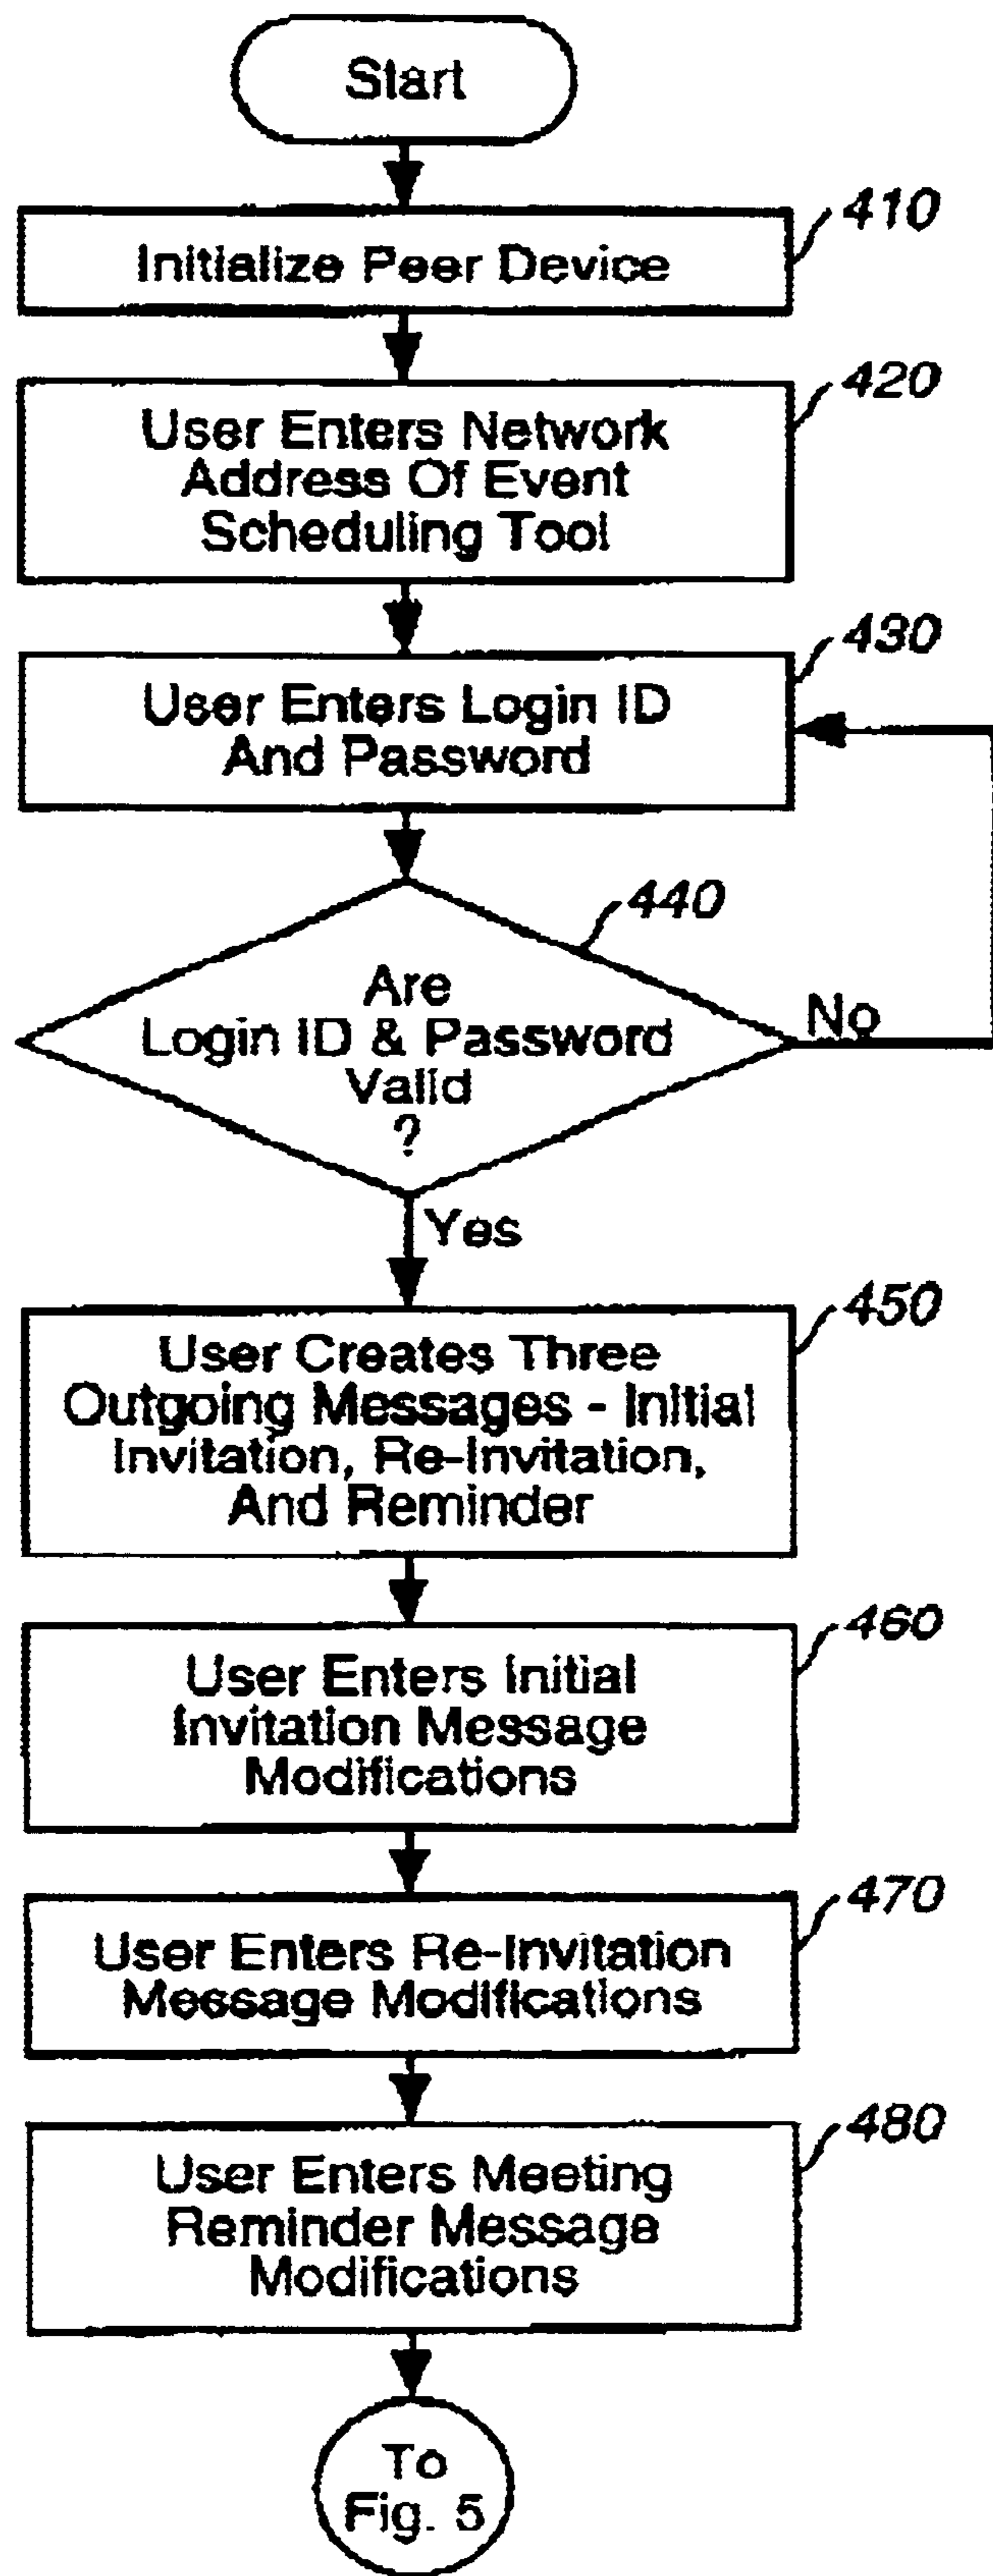 Start
410
Initialize Peer Device
420
User Enters Network
Address Of Event
Scheduling Tool
430
User Enters Login ID
And Password
440
Are
Login ID & Password
Valid
?
No
Yes
450
User Creates Three
Outgoing Messages - Initial
Invitation, Re-Invitation,
And Reminder
460
User Enters Initial
Invitation Message
Modifications
470
User Enters Re-Invitation
Message Modifications
480
User Enters Meeting
Reminder Message
Modifications
To
Fig. 5